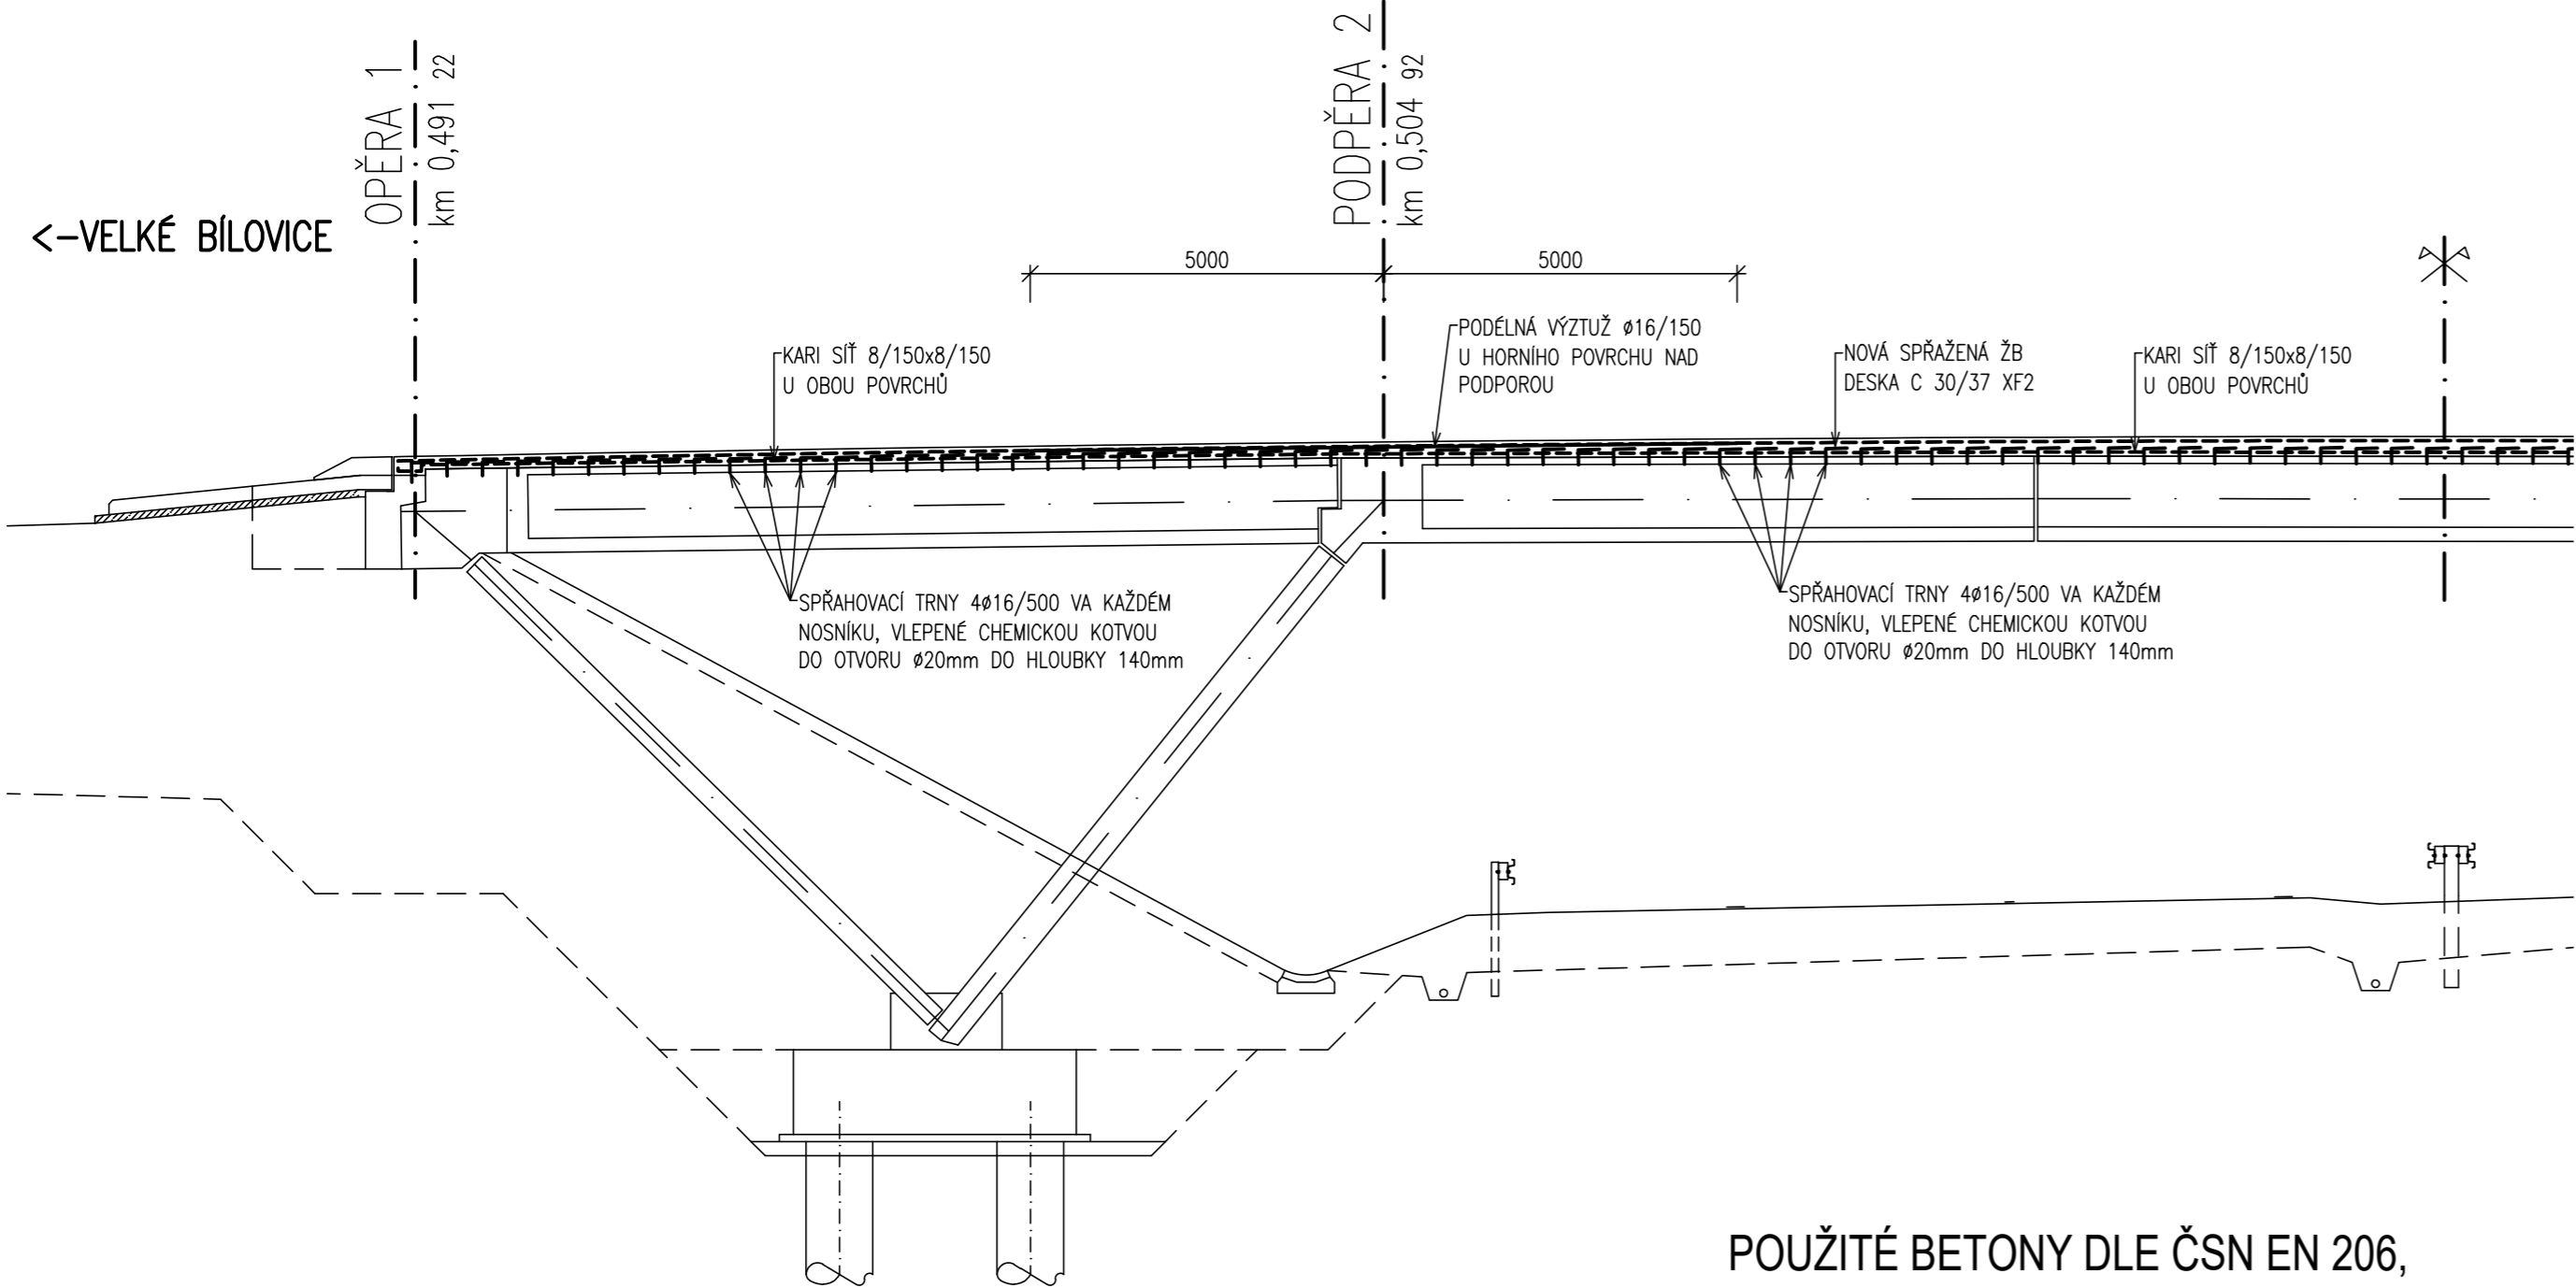 OPĚRA 1
km 0,491 22
PODPĚRA 2
km 0,504 92
<-VELKÉ BÍLOVICE
5000
5000
KARI SÍŤ 8/150x8/150
U OBOU POVRCHŮ
PODÉLNÁ VÝZTUŽ ø16/150
U HORNÍHO POVRCHU NAD
PODPOROU
NOVÁ SPŘAŽENÁ ŽB
DESKA C 30/37 XF2
KARI SÍŤ 8/150x8/150
U OBOU POVRCHŮ
SPŘAHOVACÍ TRNY 4ø16/500 VA KAŽDÉM
NOSNÍKU, VLEPENÉ CHEMICKOU KOTVOU
DO OTVORU ø20mm DO HLOUBKY 140mm
SPŘAHOVACÍ TRNY 4ø16/500 VA KAŽDÉM
NOSNÍKU, VLEPENÉ CHEMICKOU KOTVOU
DO OTVORU ø20mm DO HLOUBKY 140mm
POUŽITÉ BETONY DLE ČSN EN 206,